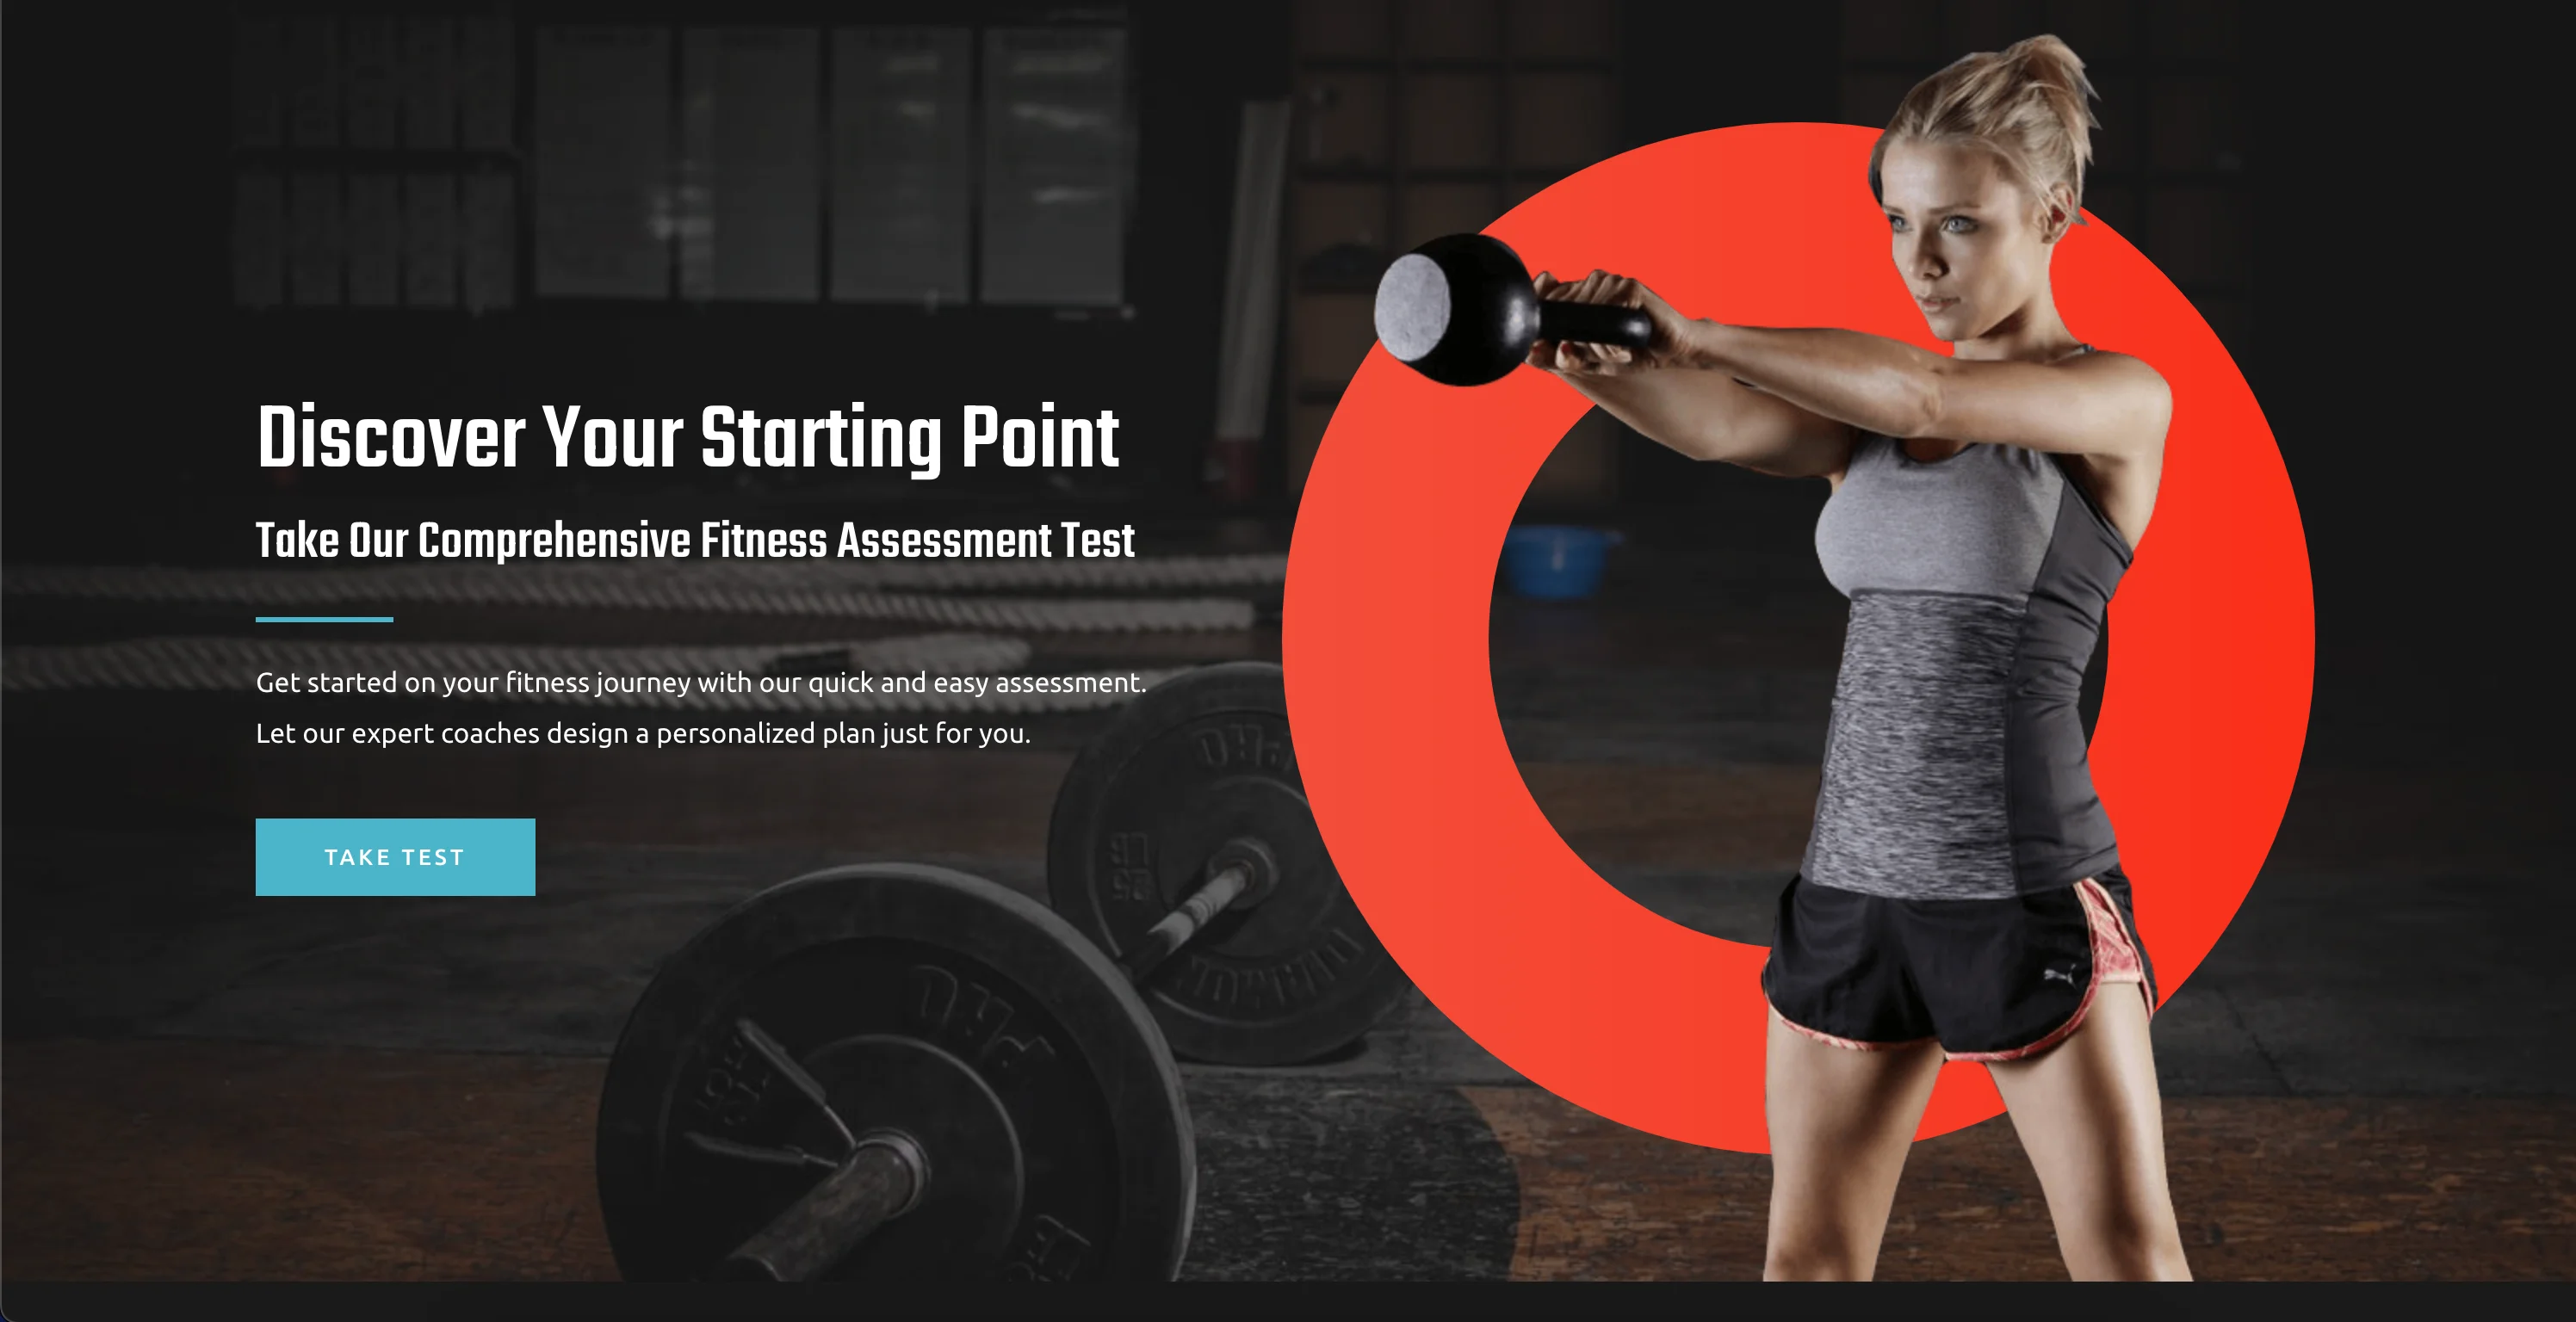 Discover Your Starting Point
Take Our Comprehensive Fitness Assessment Test
Get started on your fitness journey with our quick and easy assessment.
Let our expert coaches design a personalized plan just for you.
TAKE TEST